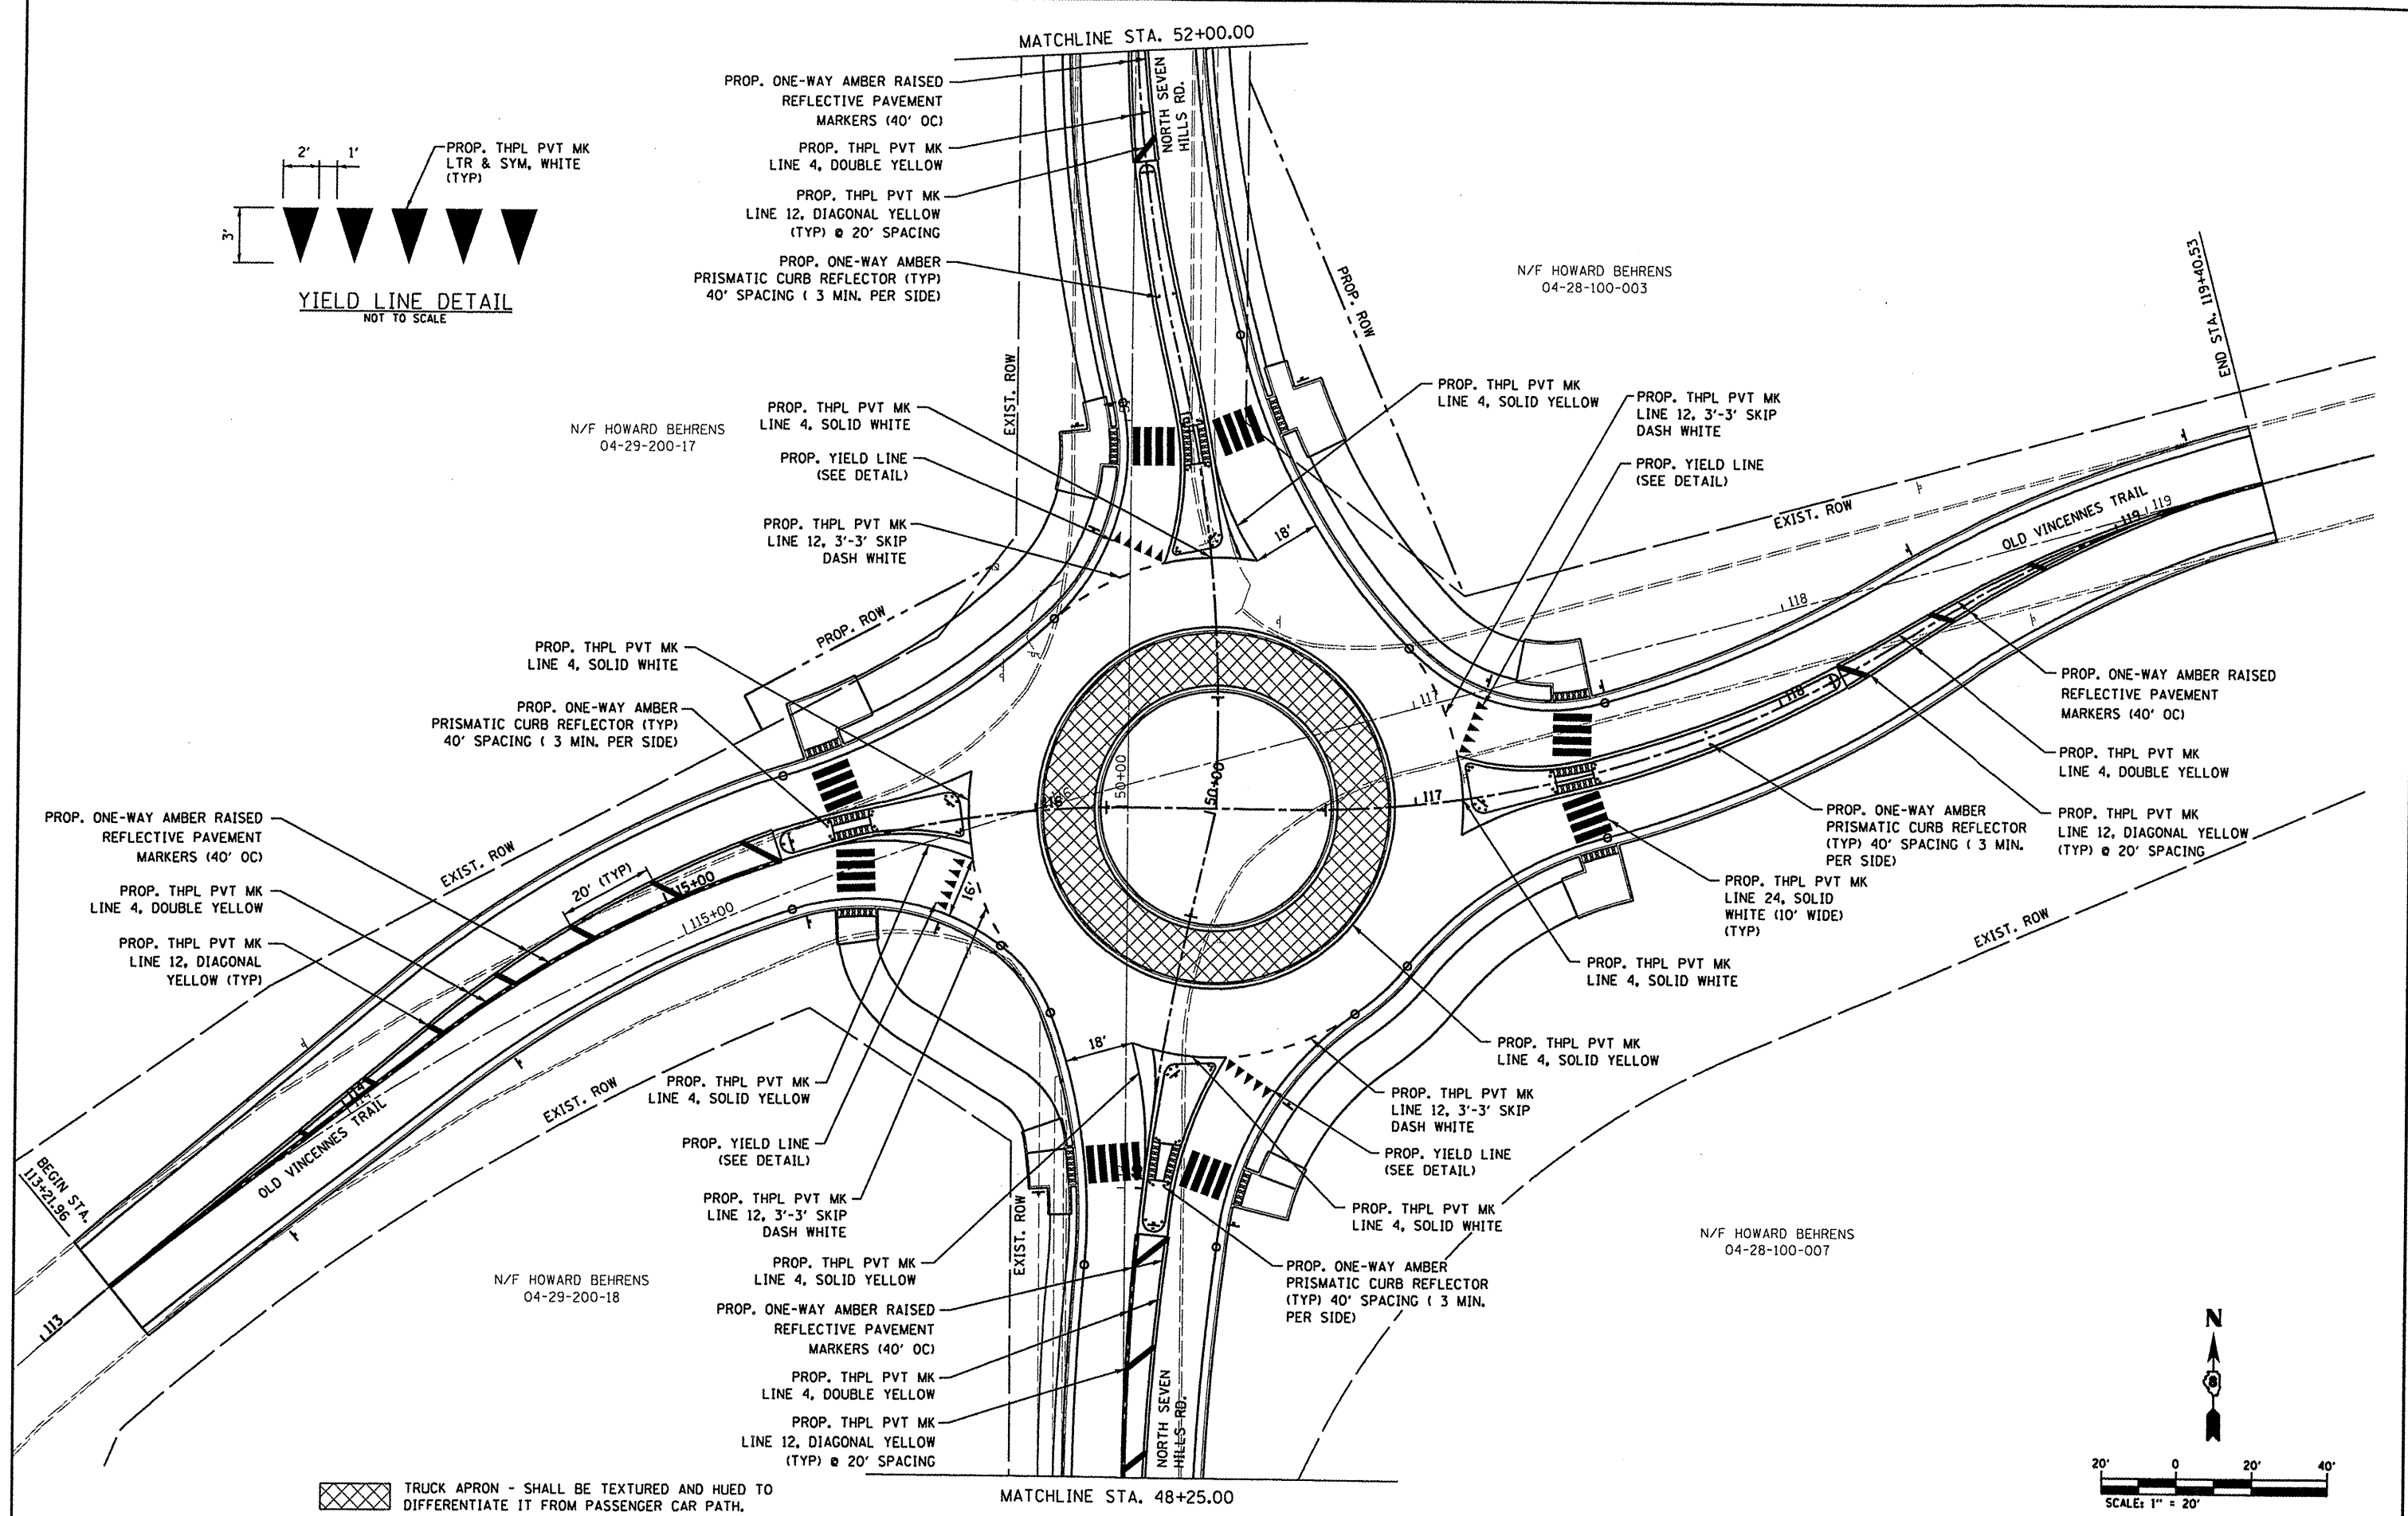 MATCHLINE STA. 52+00.00
PROP. ONE-WAY AMBER RAISED
REFLECTIVE PAVEMENT
MARKERS (40' OC)
PROP. THPL PVT MK
LINE 4, DOUBLE YELLOW
PROP. THPL PVT MK
LINE 12, DIAGONAL YELLOW
(TYP) @ 20' SPACING
PROP. ONE-WAY AMBER
PRISMATIC CURB REFLECTOR (TYP)
40' SPACING ( 3 MIN. PER SIDE)
NORTH SEVEN
HILLS RD.
2'
1'
3'
PROP. THPL PVT MK
LTR & SYM, WHITE
(TYP)
YIELD LINE DETAIL
NOT TO SCALE
N/F HOWARD BEHRENS
04-28-100-003
PROP. ROW
END STA. 119+40.53
EXIST. ROW
N/F HOWARD BEHRENS
04-29-200-17
PROP. THPL PVT MK
LINE 4, SOLID WHITE
PROP. YIELD LINE
(SEE DETAIL)
PROP. THPL PVT MK
LINE 12, 3'-3' SKIP
DASH WHITE
PROP. THPL PVT MK
LINE 4, SOLID YELLOW
PROP. THPL PVT MK
LINE 12, 3'-3' SKIP
DASH WHITE
PROP. YIELD LINE
(SEE DETAIL)
18'
EXIST. ROW
OLD VINCENNES TRAIL
119
119
118
118
117
117
PROP. ROW
PROP. THPL PVT MK
LINE 4, SOLID WHITE
PROP. ONE-WAY AMBER
PRISMATIC CURB REFLECTOR (TYP)
40' SPACING ( 3 MIN. PER SIDE)
50+00
50+00
PROP. ONE-WAY AMBER RAISED
REFLECTIVE PAVEMENT
MARKERS (40' OC)
PROP. THPL PVT MK
LINE 4, DOUBLE YELLOW
PROP. THPL PVT MK
LINE 12, DIAGONAL YELLOW
(TYP) @ 20' SPACING
PROP. ONE-WAY AMBER
PRISMATIC CURB REFLECTOR
(TYP) 40' SPACING ( 3 MIN.
PER SIDE)
PROP. THPL PVT MK
LINE 24, SOLID
WHITE (10' WIDE)
(TYP)
PROP. THPL PVT MK
LINE 4, SOLID WHITE
EXIST. ROW
PROP. ONE-WAY AMBER RAISED
REFLECTIVE PAVEMENT
MARKERS (40' OC)
PROP. THPL PVT MK
LINE 4, DOUBLE YELLOW
PROP. THPL PVT MK
LINE 12, DIAGONAL
YELLOW (TYP)
EXIST. ROW
20' (TYP)
115+00
115+00
16'
18'
114
114
OLD VINCENNES TRAIL
EXIST. ROW
BEGIN STA.
113+21.96
113
PROP. THPL PVT MK
LINE 4, SOLID YELLOW
PROP. YIELD LINE
(SEE DETAIL)
PROP. THPL PVT MK
LINE 12, 3'-3' SKIP
DASH WHITE
PROP. THPL PVT MK
LINE 4, SOLID YELLOW
PROP. ONE-WAY AMBER RAISED
REFLECTIVE PAVEMENT
MARKERS (40' OC)
PROP. THPL PVT MK
LINE 4, DOUBLE YELLOW
PROP. THPL PVT MK
LINE 12, DIAGONAL YELLOW
(TYP) @ 20' SPACING
EXIST. ROW
PROP. THPL PVT MK
LINE 4, SOLID YELLOW
PROP. THPL PVT MK
LINE 12, 3'-3' SKIP
DASH WHITE
PROP. YIELD LINE
(SEE DETAIL)
PROP. THPL PVT MK
LINE 4, SOLID WHITE
PROP. ONE-WAY AMBER
PRISMATIC CURB REFLECTOR
(TYP) 40' SPACING ( 3 MIN.
PER SIDE)
NORTH SEVEN
HILLS RD.
N/F HOWARD BEHRENS
04-28-100-007
N/F HOWARD BEHRENS
04-29-200-18
TRUCK APRON - SHALL BE TEXTURED AND HUED TO
DIFFERENTIATE IT FROM PASSENGER CAR PATH.
MATCHLINE STA. 48+25.00
N
20' 0 20' 40'
SCALE: 1" = 20'